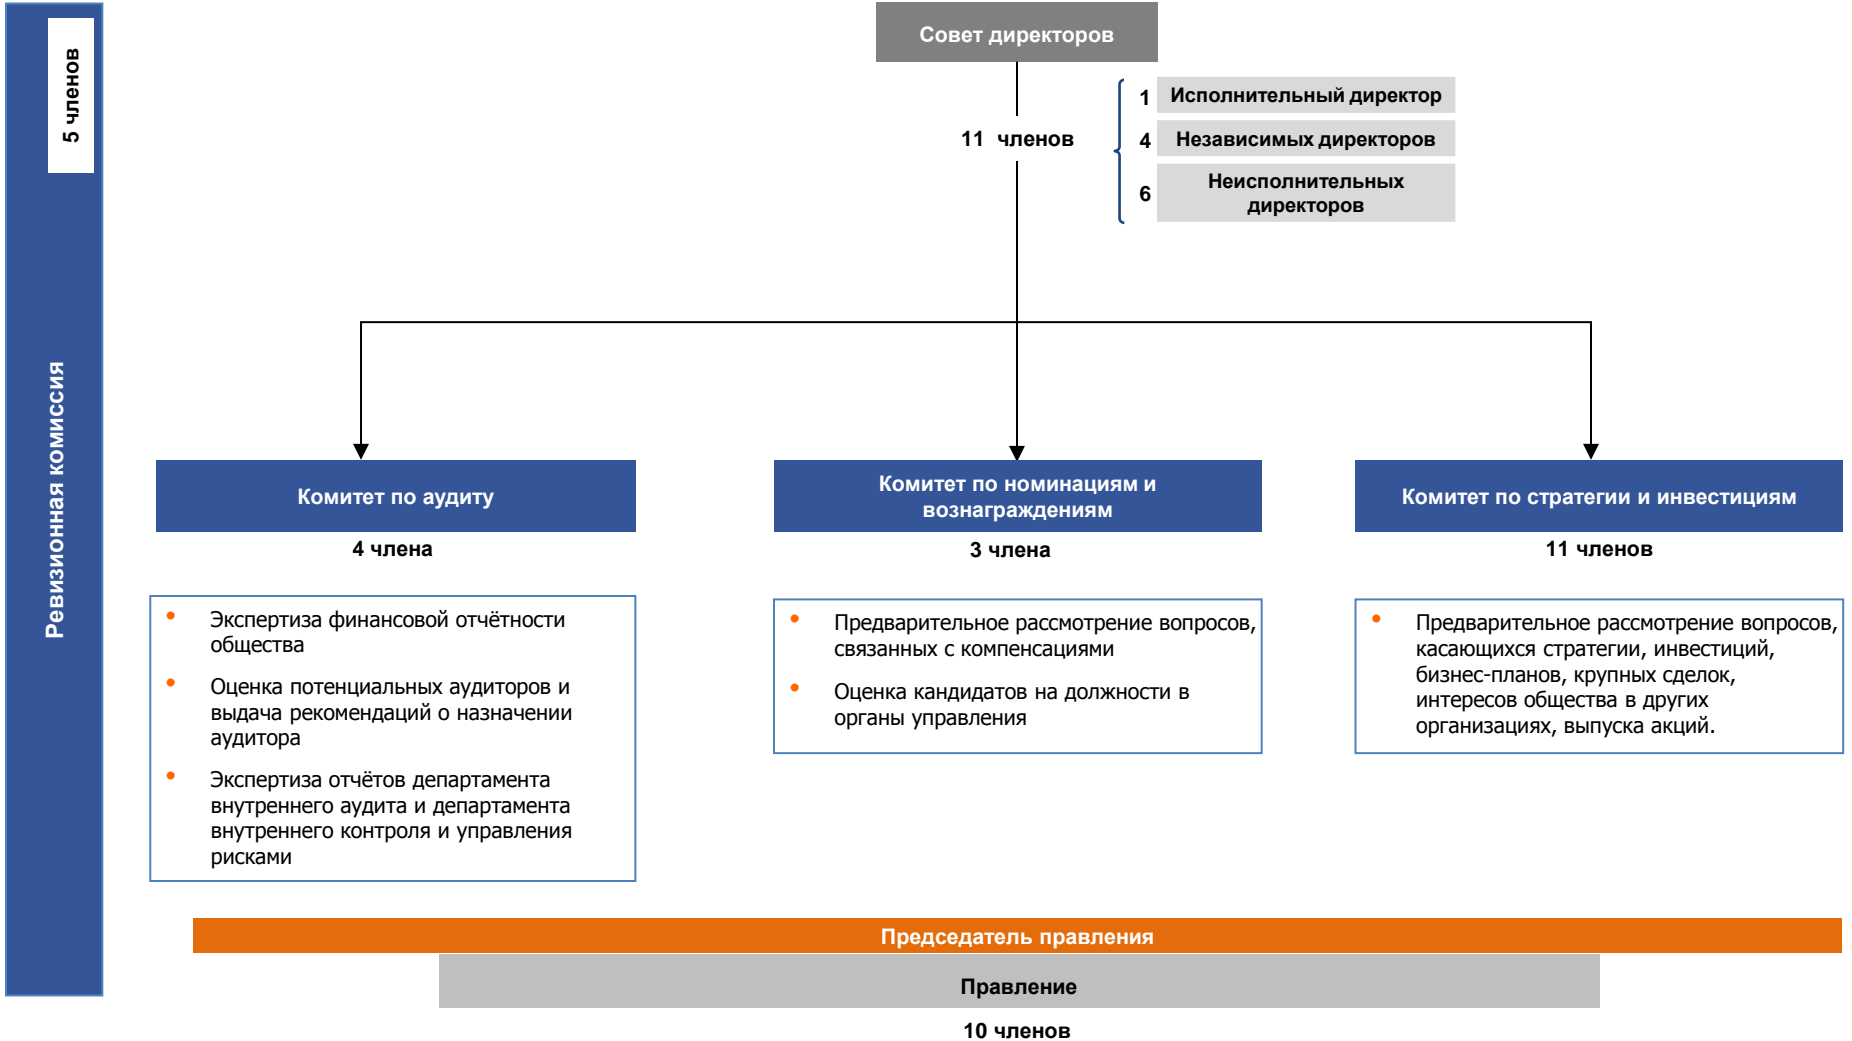 5 членов
Ревизионная комиссия
Совет директоров
11 членов
1 Исполнительный директор
4 Независимых директоров
6 Неисполнительных
директоров
Комитет по аудиту
4 члена
• Экспертиза финансовой отчётности
общества
• Оценка потенциальных аудиторов и
выдача рекомендаций о назначении
аудитора
• Экспертиза отчётов департамента
внутреннего аудита и департамента
внутреннего контроля и управления
рисками
Комитет по номинациям и
вознаграждениям
3 члена
• Предварительное рассмотрение вопросов,
связанных с компенсациями
• Оценка кандидатов на должности в
органы управления
Комитет по стратегии и инвестициям
11 членов
• Предварительное рассмотрение вопросов,
касающихся стратегии, инвестиций,
бизнес-планов, крупных сделок,
интересов общества в других
организациях, выпуска акций.
Председатель правления
Правление
10 членов